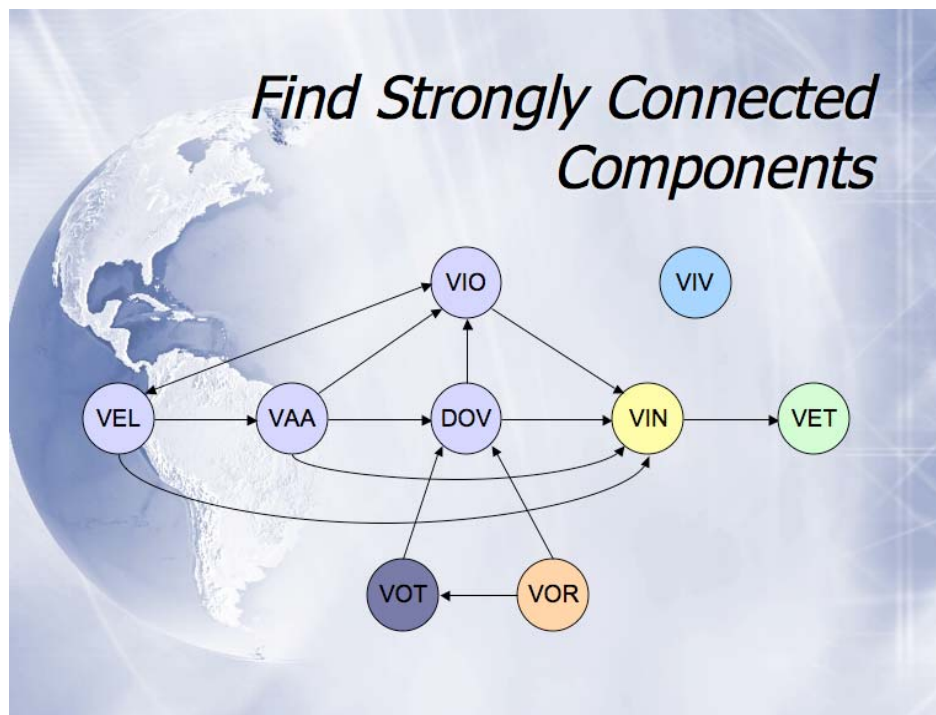 Find Strongly Connected
Components
VIO
VIV
VEL
VAA
DOV
VIN
VET
VOT
VOR